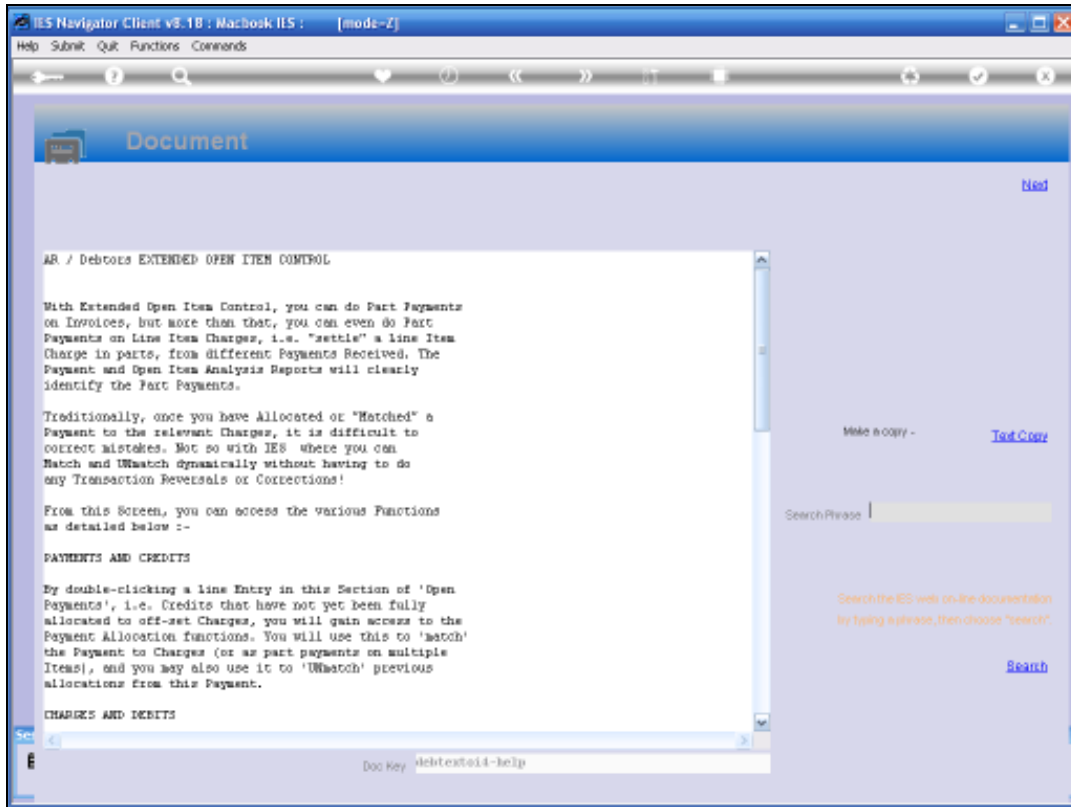 IES Navigator Client v8.1B : Macbook IES : [mode-Z]
Help Submit Quit Functions Commands
Document
Next
AR / Debtors EXTENDED OPEN ITEM CONTROL
With Extended Open Item Control, you can do Part Payments
on Invoices, but more than that, you can even do Part
Payments on Line Item Charges, i.e. "settle" a line Item
Charge in parts, from different Payments Received. The
Payment and Open Item Analysis Reports will clearly
identify the Part Payments.
Traditionally, once you have Allocated or "Matched" a
Payment to the relevant Charges, it is difficult to
correct mistakes. Not so with IES where you can
Match and UNmatch dynamically without having to do
any Transaction Reversals or Corrections!
From this Screen, you can access the various Functions
as detailed below :-
PAYMENTS AND CREDITS
By double-clicking a line Entry in this Section of 'Open
Payments', i.e. Credits that have not yet been fully
allocated to off-set Charges, you will gain access to the
Payment Allocation functions. You will use this to 'match'
the Payment to Charges (or as part payments on multiple
Items), and you may also use it to 'UNmatch' previous
allocations from this Payment.
CHARGES AND DEBITS
Make a copy - Text Copy
Search Phrase
Search the IES web on-line documentation
by typing a phrase, then choose "search".
Search
Doc Key debtextoi4-help